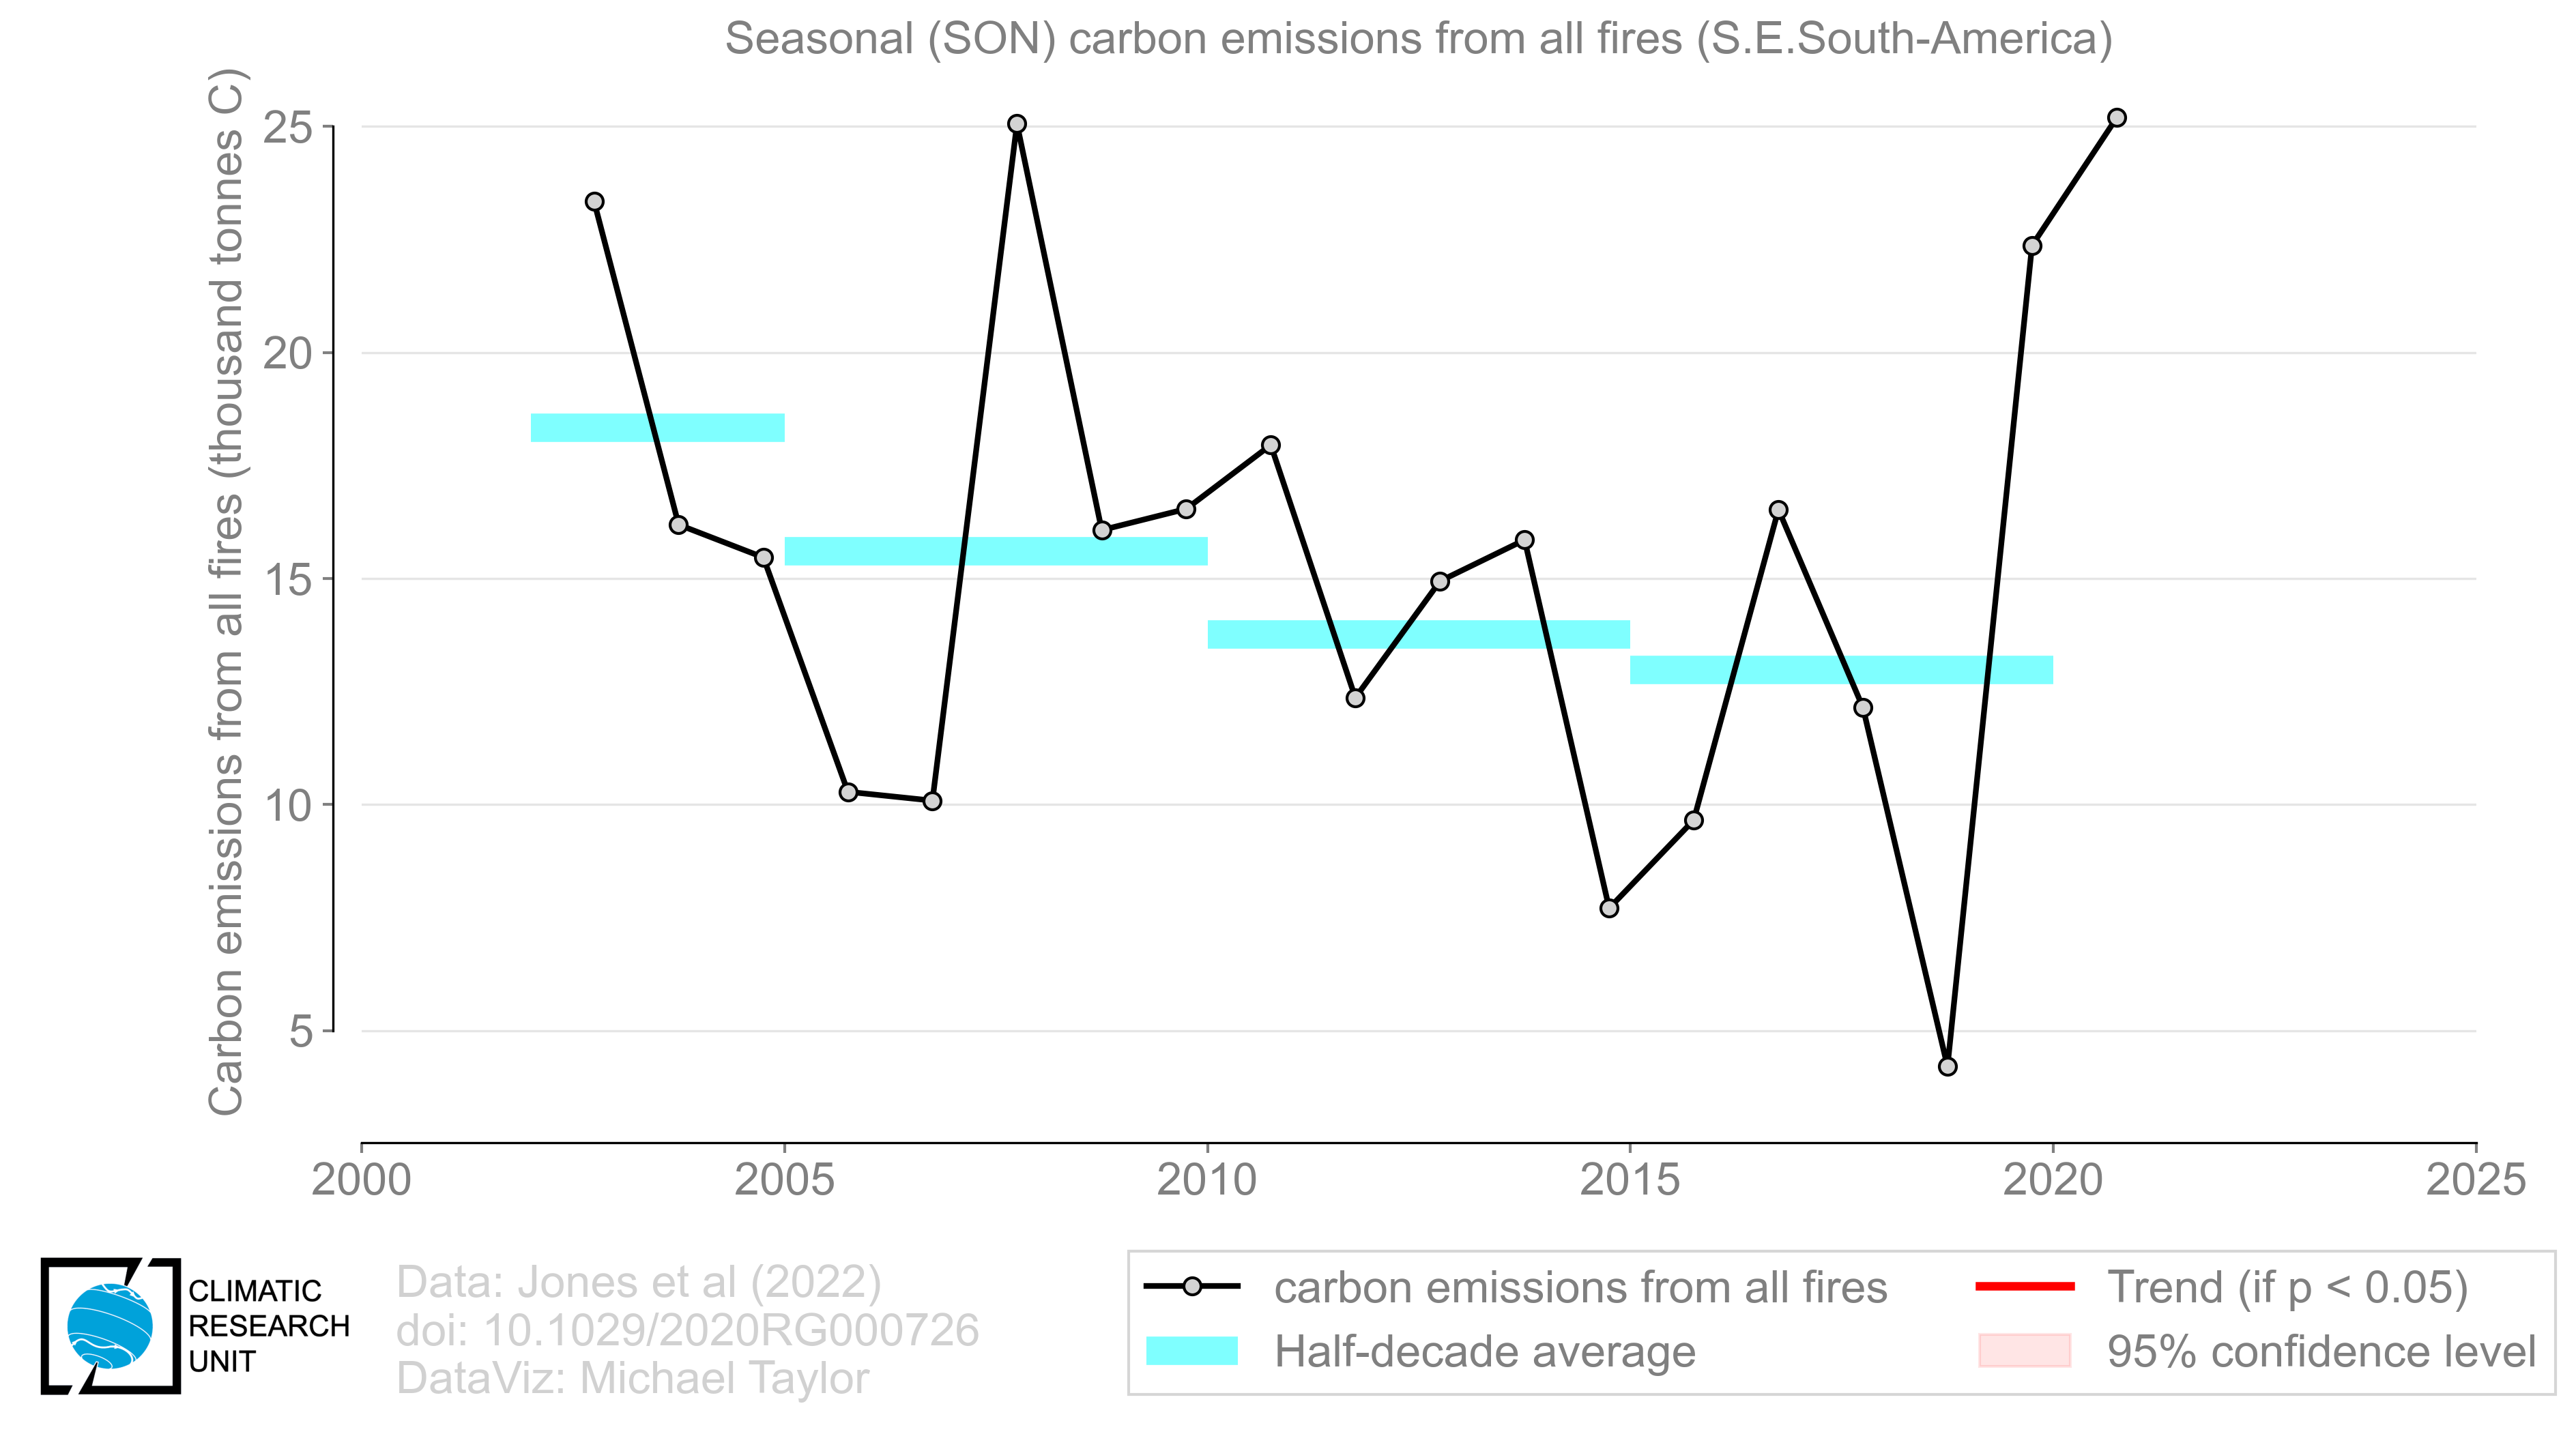 Seasonal (SON) carbon emissions from all fires (S.E.South-America)
Carbon emissions from all fires (thousand tonnes C)
25
20
15
10
5
2000
2005
2010
2015
2020
2025
CLIMATIC
RESEARCH
UNIT
Data: Jones et al (2022)
doi: 10.1029/2020RG000726
DataViz: Michael Taylor
carbon emissions from all fires
Half-decade average
Trend (if p < 0.05)
95% confidence level